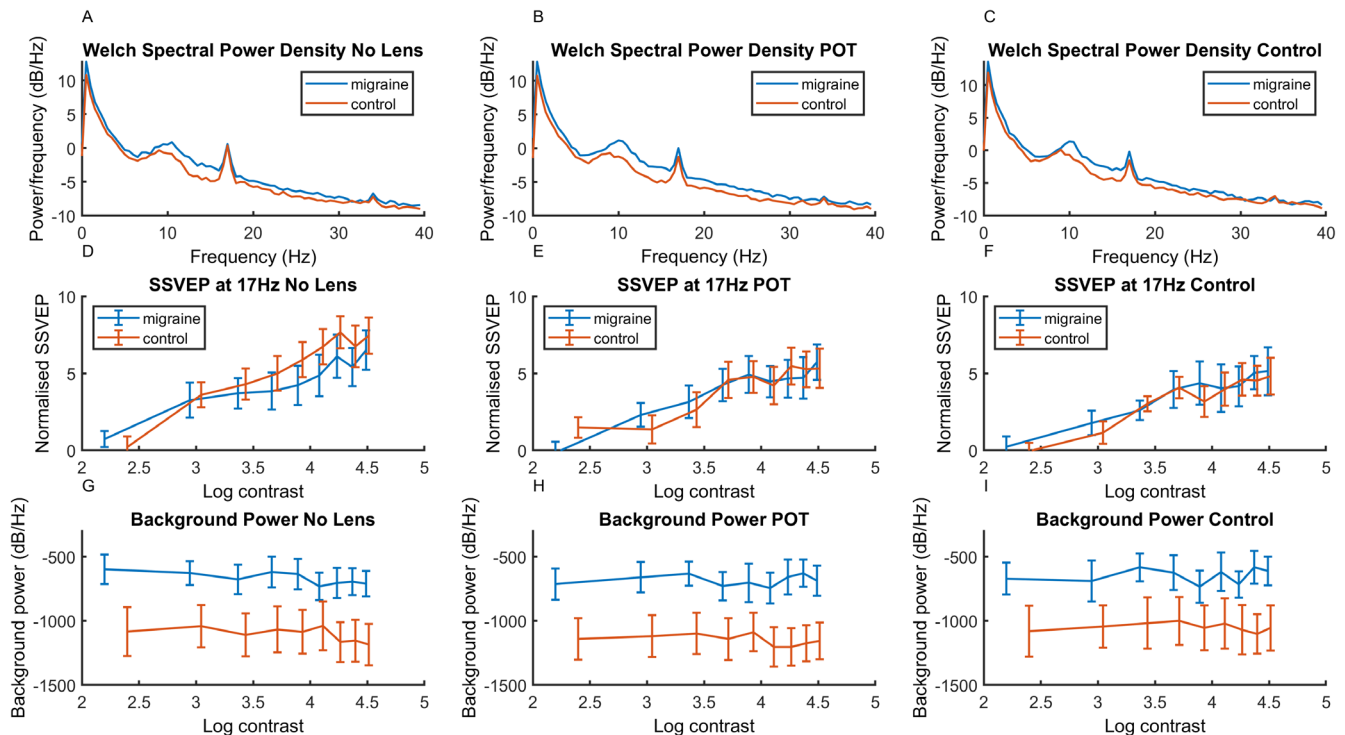 A
Welch Spectral Power Density No Lens
Power/frequency (dB/Hz)
10
5
0
-5
-10
0
10
20
30
40
Frequency (Hz)
migraine
control
B
Welch Spectral Power Density POT
Power/frequency (dB/Hz)
10
5
0
-5
-10
0
10
20
30
40
Frequency (Hz)
migraine
control
C
Welch Spectral Power Density Control
Power/frequency (dB/Hz)
10
5
0
-5
-10
0
10
20
30
40
Frequency (Hz)
migraine
control
D
SSVEP at 17Hz No Lens
Normalised SSVEP
10
5
0
2
2.5
3
3.5
4
4.5
5
Log contrast
migraine
control
E
SSVEP at 17Hz POT
Normalised SSVEP
10
5
0
2
2.5
3
3.5
4
4.5
5
Log contrast
migraine
control
F
SSVEP at 17Hz Control
Normalised SSVEP
10
5
0
2
2.5
3
3.5
4
4.5
5
Log contrast
migraine
control
G
Background Power No Lens
Background power (dB/Hz)
-500
-1000
-1500
2
2.5
3
3.5
4
4.5
5
Log contrast
H
Background Power POT
Background power (dB/Hz)
-500
-1000
-1500
2
2.5
3
3.5
4
4.5
5
Log contrast
I
Background Power Control
Background power (dB/Hz)
-500
-1000
-1500
2
2.5
3
3.5
4
4.5
5
Log contrast